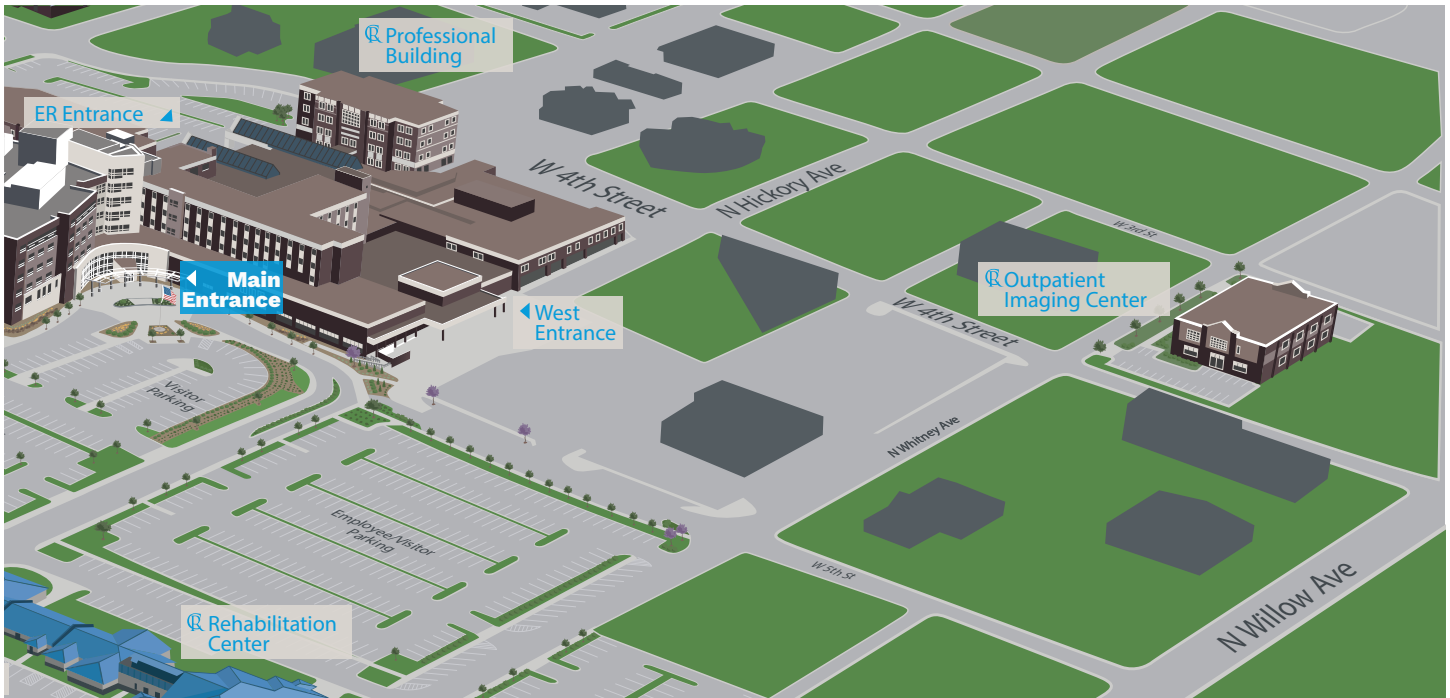 Professional
Building
ER Entrance
W 4th Street
N Hickory Ave
W 3rd St
Main
Entrance
Outpatient
Imaging Center
West
Entrance
W 4th Street
Visitor
Parking
N Whitney Ave
Employee/Visitor
Parking
W 5th St
N Willow Ave
Rehabilitation
Center